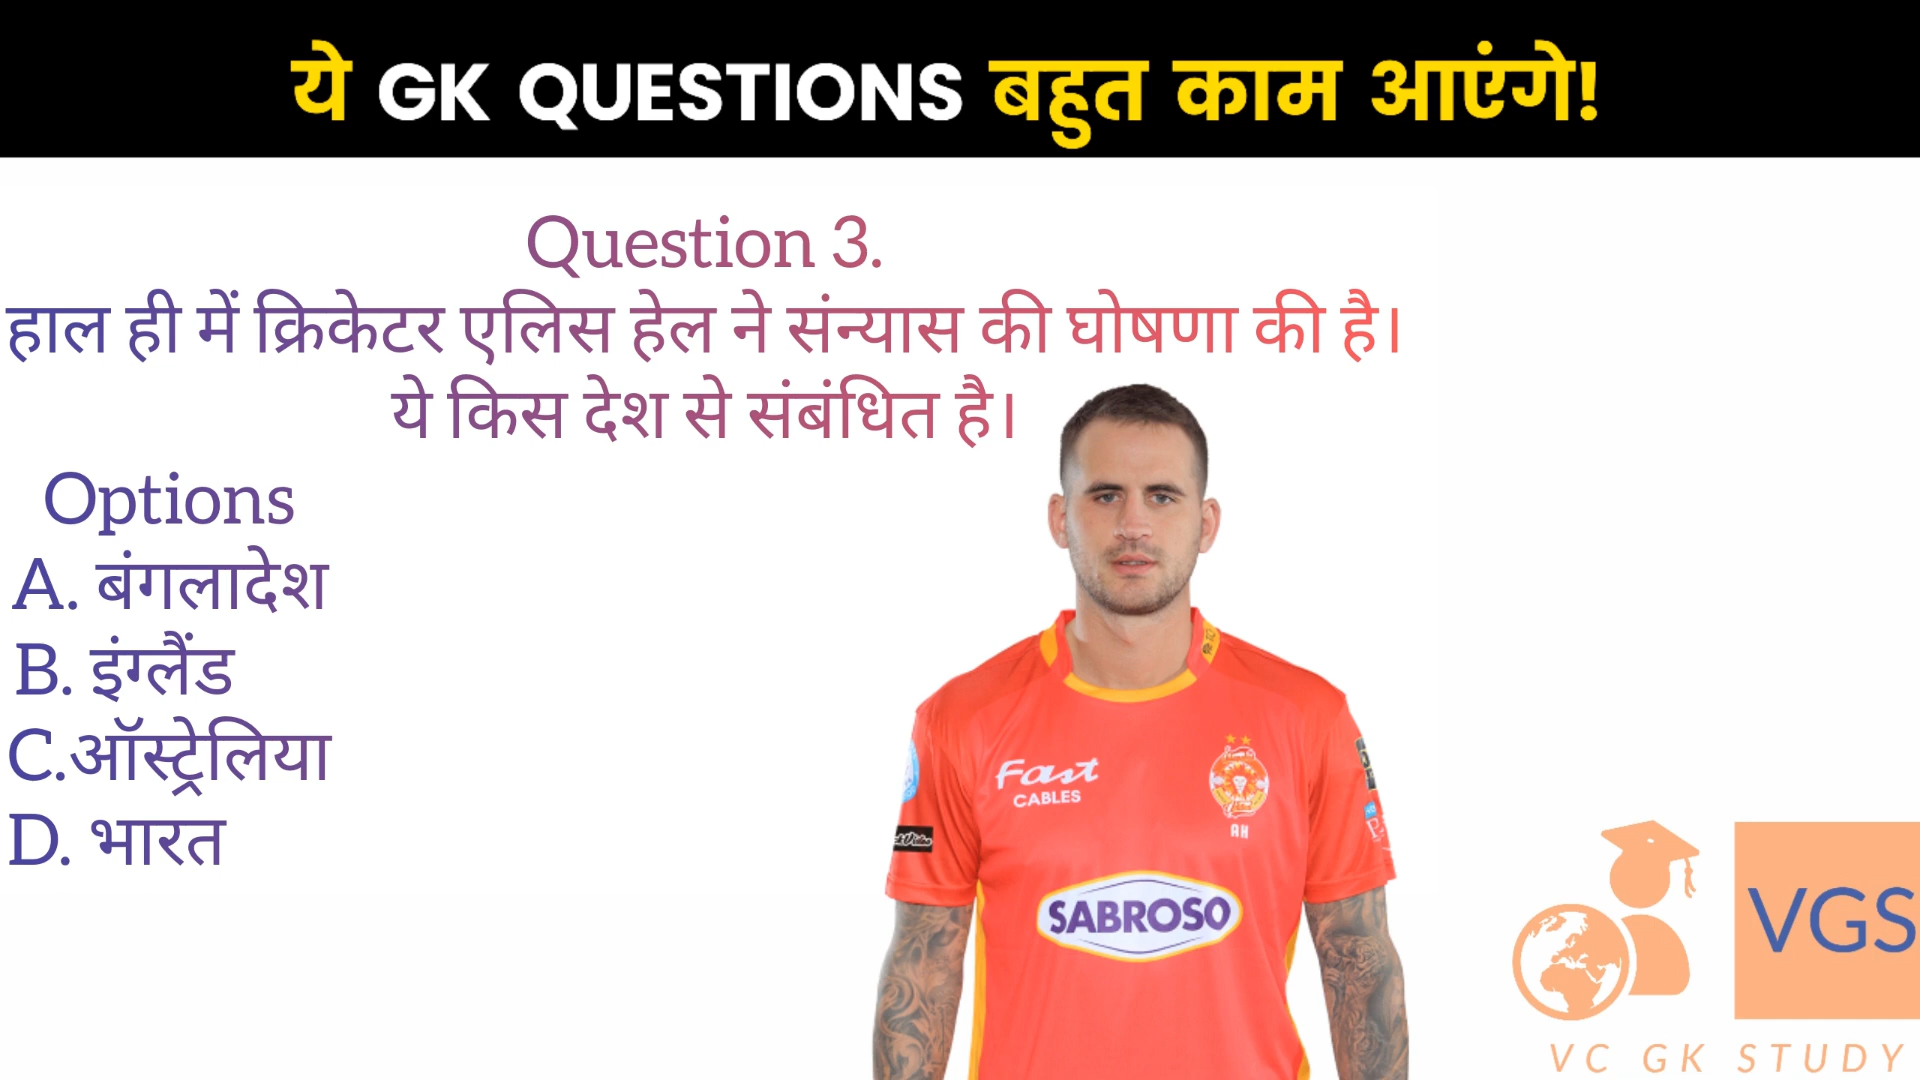 ये GK QUESTIONS बहुत काम आएंगे!
Question 3.
हाल ही में क्रिकेटर एलिस हेल ने संन्यास की घोषणा की है।
ये किस देश से संबंधित है।
Options
A. बंगलादेश
B. इंग्लैंड
C.ऑस्ट्रेलिया
D. भारत
Fast
CABLES
AH
SABROSO
VGS
VC GK STUDY